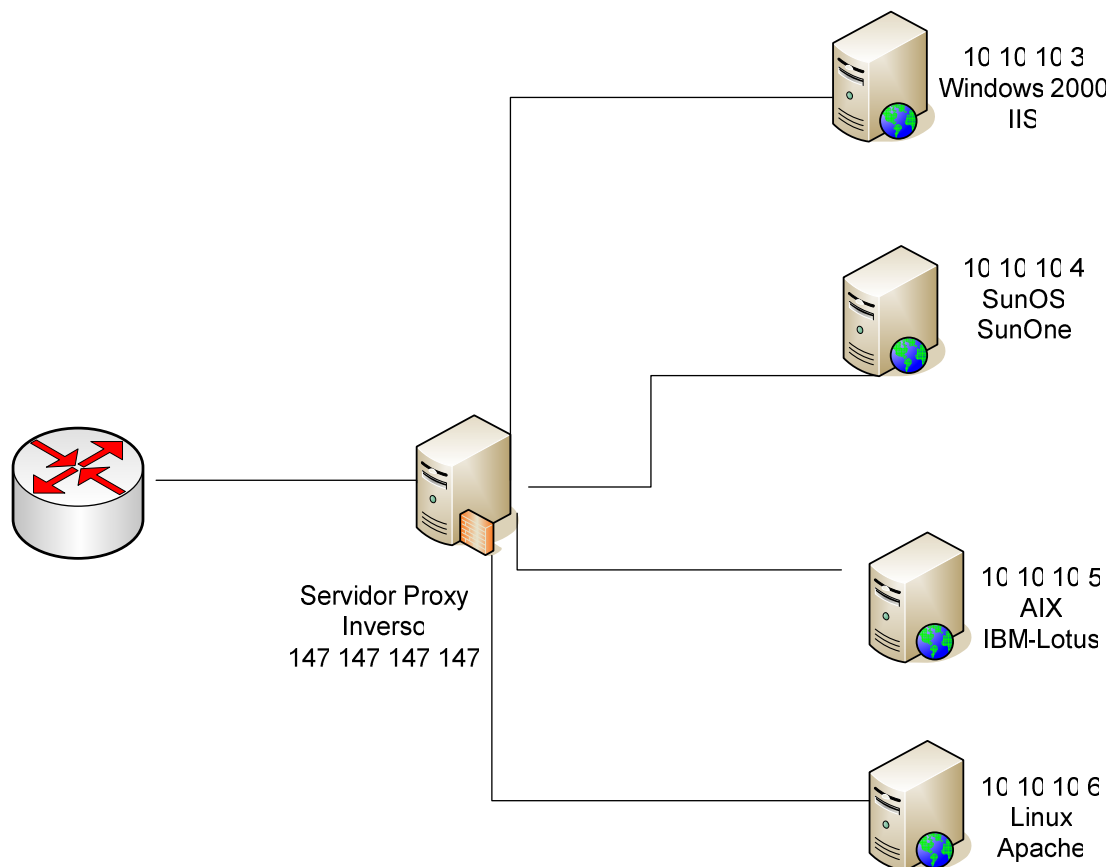 10 10 10 3
Windows 2000
IIS
10 10 10 4
SunOS
SunOne
Servidor Proxy
Inverso
147 147 147 147
10 10 10 5
AIX
IBM-Lotus
10 10 10 6
Linux
Apache